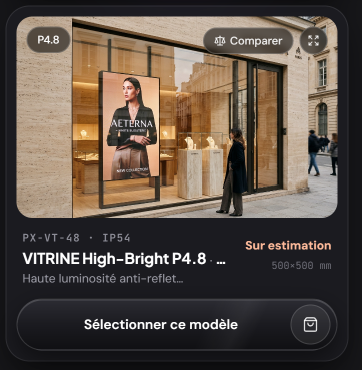 P4.8
Comparer
AETERNA
NEW COLLECTION
PX-VT-48 · IP54
Sur estimation
VITRINE High-Bright P4.8 · ...
500×500 mm
Haute luminosité anti-reflet...
Sélectionner ce modèle